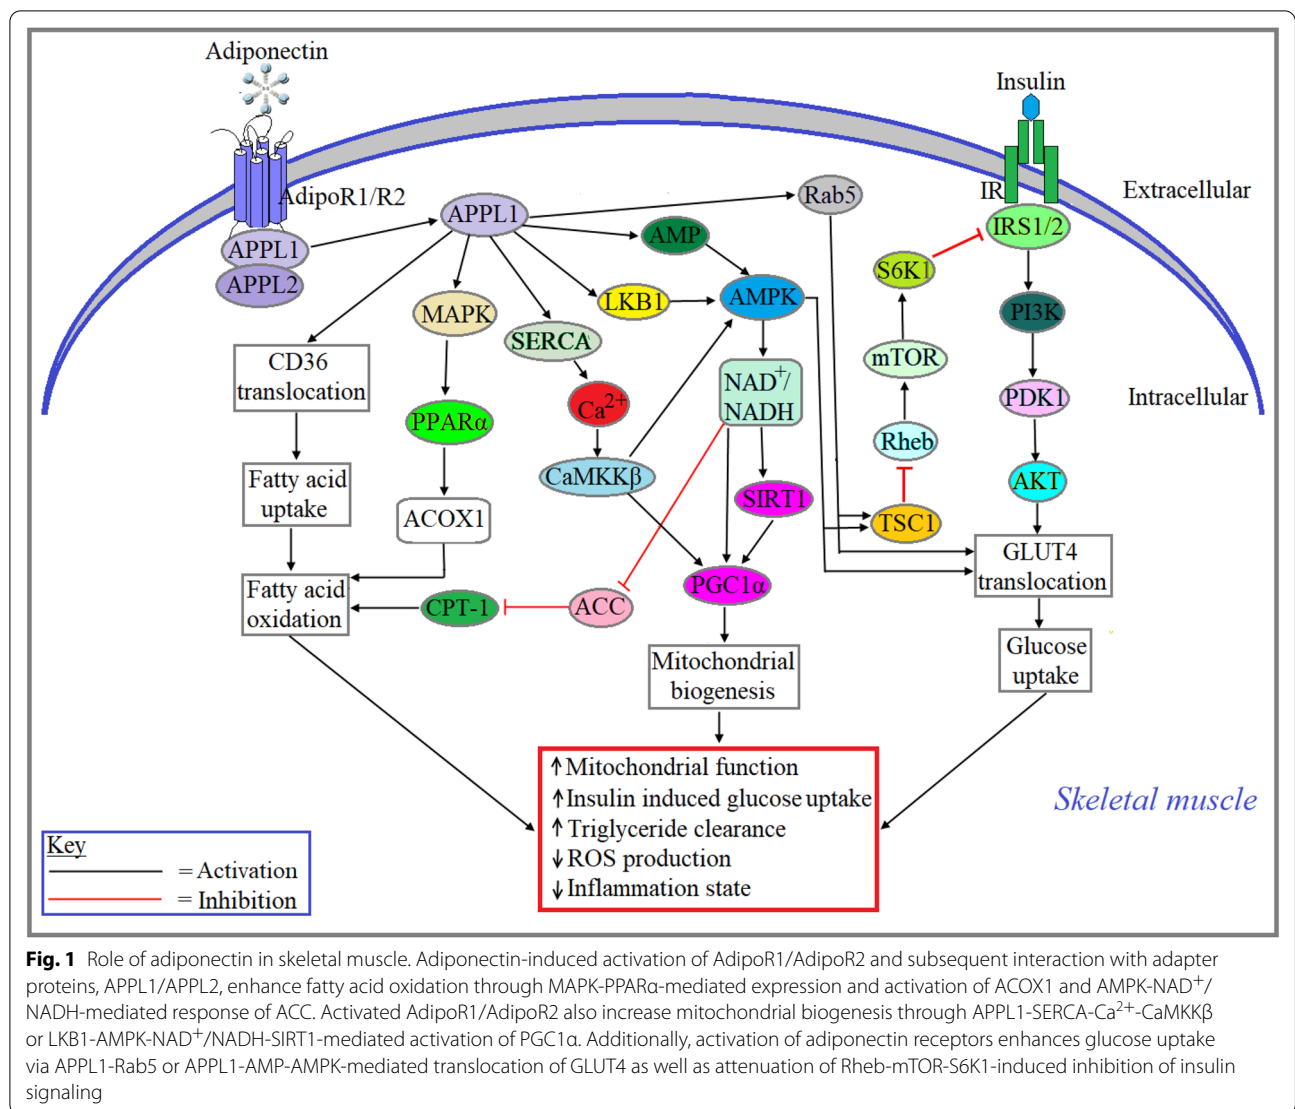 Adiponectin
Insulin
AdipoR1/R2
IR
Extracellular
Intracellular
APPL1
APPL2
APPL1
Rab5
AMP
IRS1/2
S6K1
MAPK
LKB1
AMPK
PI3K
SERCA
mTOR
CD36
translocation
NAD+/
NADH
PDK1
Ca2+
PPARα
Rheb
CaMKKβ
Fatty acid
uptake
SIRT1
AKT
ACOX1
TSC1
GLUT4
translocation
Fatty acid
oxidation
CPT-1
ACC
PGC1α
Glucose
uptake
Mitochondrial
biogenesis
↑Mitochondrial function
↑Insulin induced glucose uptake
↑Triglyceride clearance
↓ROS production
↓Inflammation state
Skeletal muscle
Key
= Activation
= Inhibition
Fig. 1 Role of adiponectin in skeletal muscle. Adiponectin-induced activation of AdipoR1/AdipoR2 and subsequent interaction with adapter
proteins, APPL1/APPL2, enhance fatty acid oxidation through MAPK-PPARα-mediated expression and activation of ACOX1 and AMPK-NAD+/
NADH-mediated response of ACC. Activated AdipoR1/AdipoR2 also increase mitochondrial biogenesis through APPL1-SERCA-Ca2+-CaMKKβ
or LKB1-AMPK-NAD+/NADH-SIRT1-mediated activation of PGC1α. Additionally, activation of adiponectin receptors enhances glucose uptake
via APPL1-Rab5 or APPL1-AMP-AMPK-mediated translocation of GLUT4 as well as attenuation of Rheb-mTOR-S6K1-induced inhibition of insulin
signaling